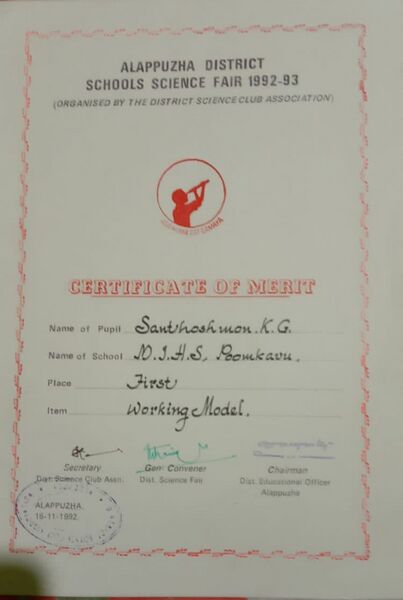 ALAPPUZHA DISTRICT
SCHOOLS SCIENCE FAIR 1992-93
(ORGANISED BY THE DISTRICT SCIENCE CLUB ASSOCIATION)
CERTIFICATE OF MERIT
Name of Pupil Santhoshmon. K. G.
Name of School M. I. H. S. Poomkavu.
Place First
Item Working Model.
Secretary Gen: Convener Chairman
Dist. Science Club Assn. Dist. Science Fair Dist. Educational Officer
Alappuzha
ALAPPUZHA.
16-11-1992.